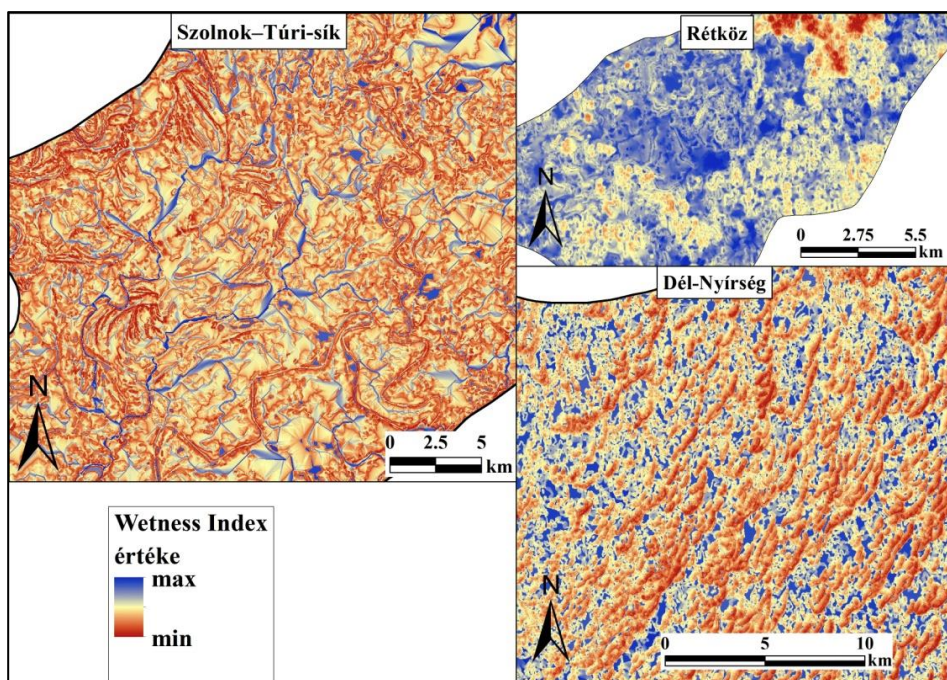 Szolnok–Túri-sík
N
0 2.5 5
km
Rétköz
N
0 2.75 5.5
km
Dél-Nyírség
N
0 5 10
km
Wetness Index
értéke
max
min